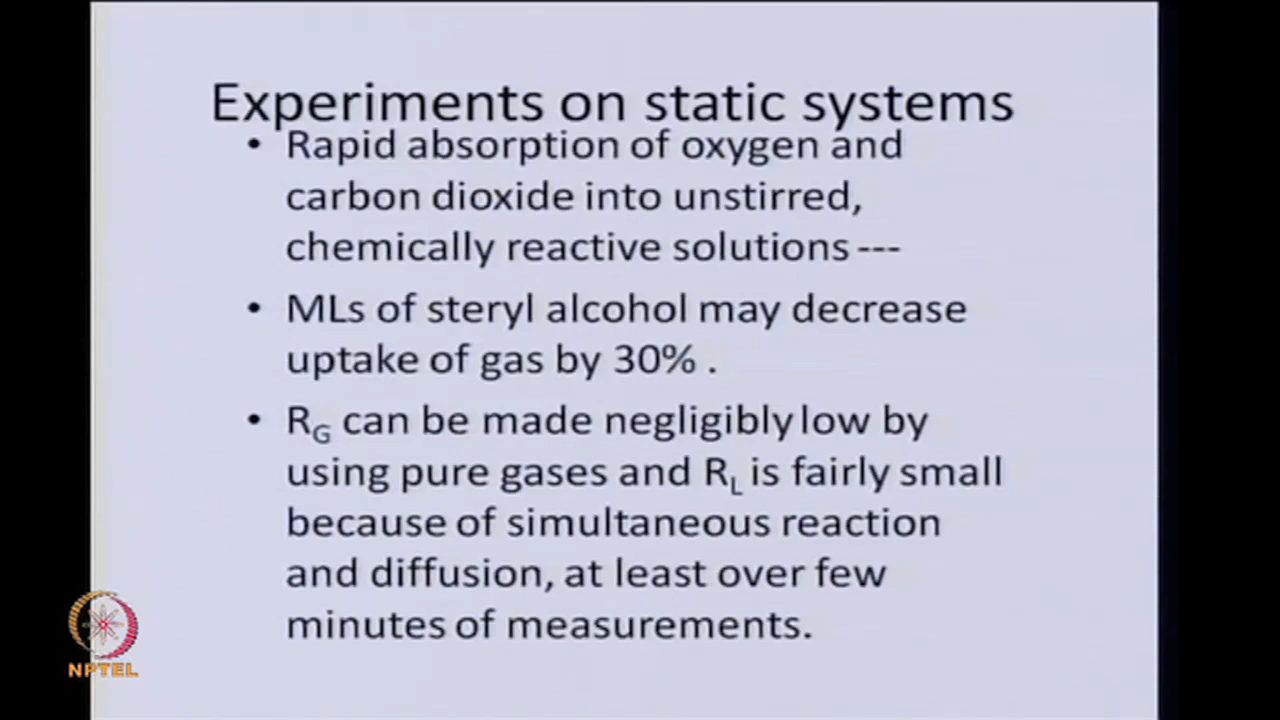 Experiments on static systems
• Rapid absorption of oxygen and
carbon dioxide into unstirred,
chemically reactive solutions ---
• MLs of steryl alcohol may decrease
uptake of gas by 30% .
• R_G can be made negligibly low by
using pure gases and R_L is fairly small
because of simultaneous reaction
and diffusion, at least over few
minutes of measurements.
NPTEL